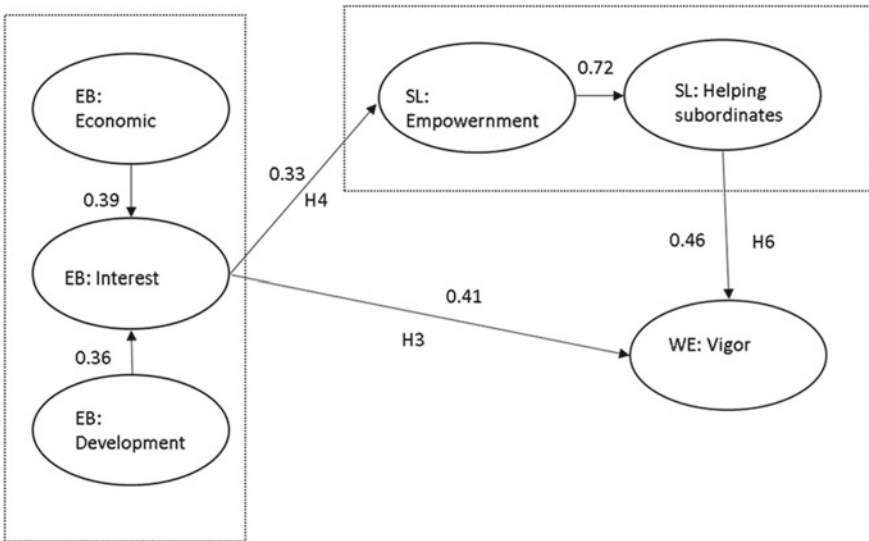 EB:
Economic
0.39
EB: Interest
0.36
EB:
Development
0.33
H4
SL:
Empowernment
0.72
SL: Helping
subordinates
0.46
H6
0.41
H3
WE: Vigor